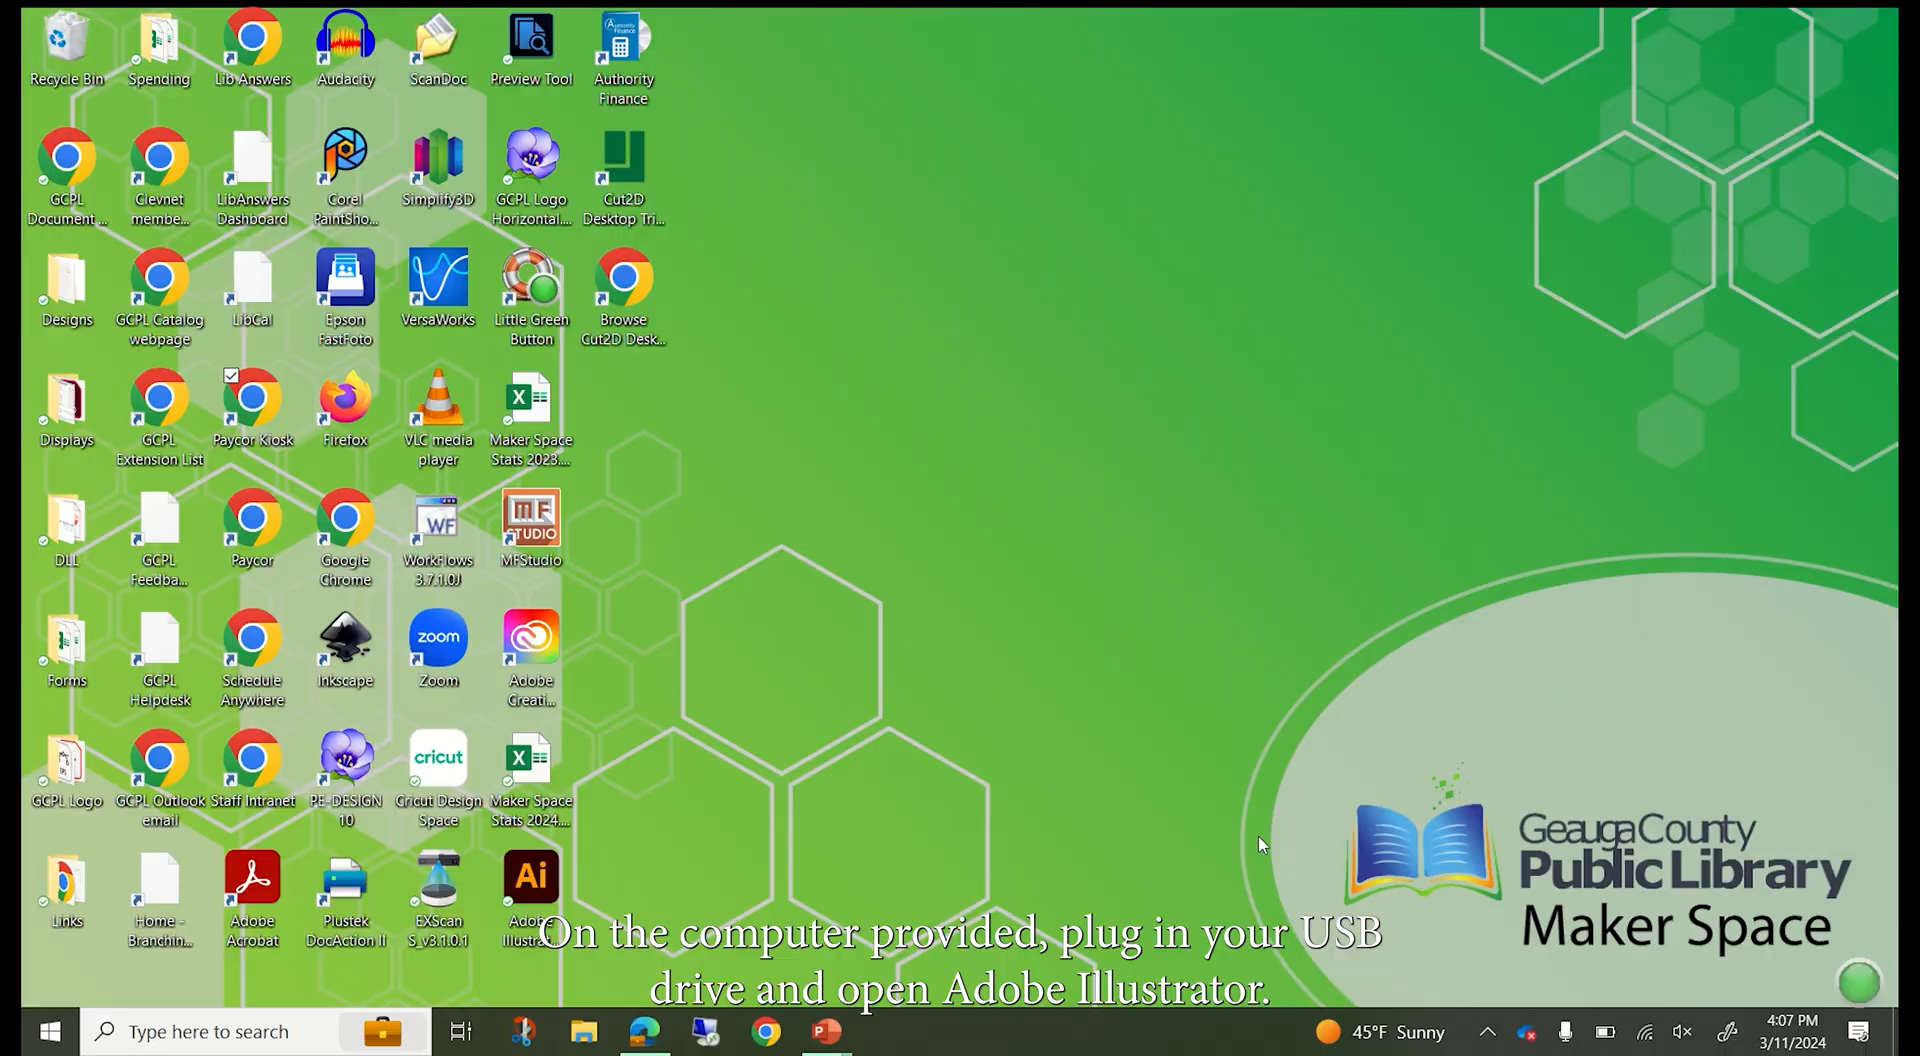 Recycle Bin
Spending
Lib Answers
Audacity
ScanDoc
Preview Tool
Authority
Finance
GCPL
Document ...
Clevnet
membe...
LibAnswers
Dashboard
Corel
PaintSho...
Simplify3D
GCPL Logo
Horizontal....
Cut2D
Desktop Tri...
Designs
GCPL Catalog
webpage
LibCal
Epson
FastFoto
VersaWorks
Little Green
Button
Browse
Cut2D Desk...
Displays
GCPL
Extension List
Paycor Kiosk
Firefox
VLC media
player
Maker Space
Stats 2023....
DLL
GCPL
Feedba...
Paycor
Google
Chrome
WF
WorkFlows
3.7.1.0J
MF
STUDIO
MFStudio
Forms
GCPL
Helpdesk
Schedule
Anywhere
Inkscape
zoom
Zoom
Adobe
Creati...
GCPL Logo
GCPL Outlook
email
Staff Intranet
PE-DESIGN
10
cricut
Cricut Design
Space
Maker Space
Stats 2024....
Links
Home -
Branchin...
Adobe
Acrobat
Plustek
DocAction II
EXScan
S_v3.1.0.1
Ai
Geauga County
Public Library
Maker Space
On the computer provided, plug in your USB
drive and open Adobe Illustrator.
Type here to search
45°F Sunny
4:07 PM
3/11/2024